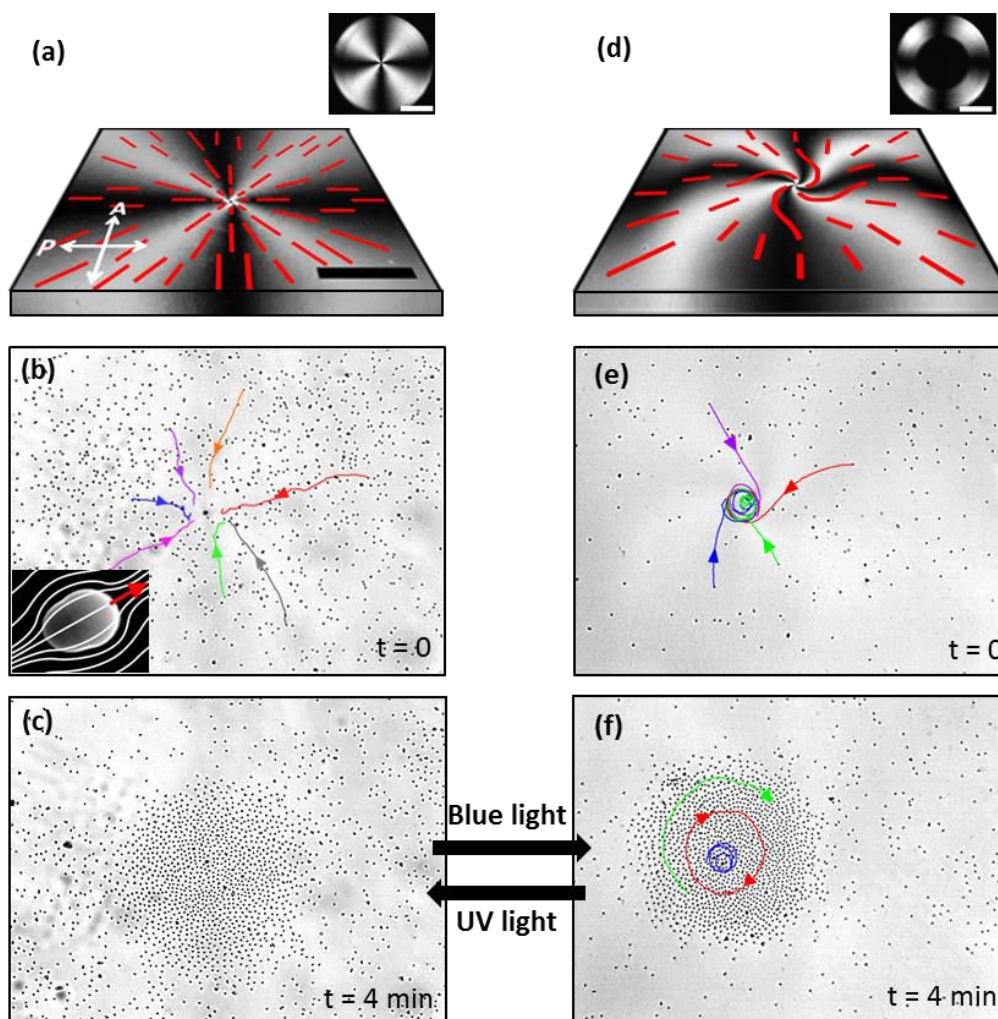 (a)
(d)
A
P
(b)
(e)
t = 0
t = 0
(c)
(f)
Blue light
UV light
t = 4 min
t = 4 min